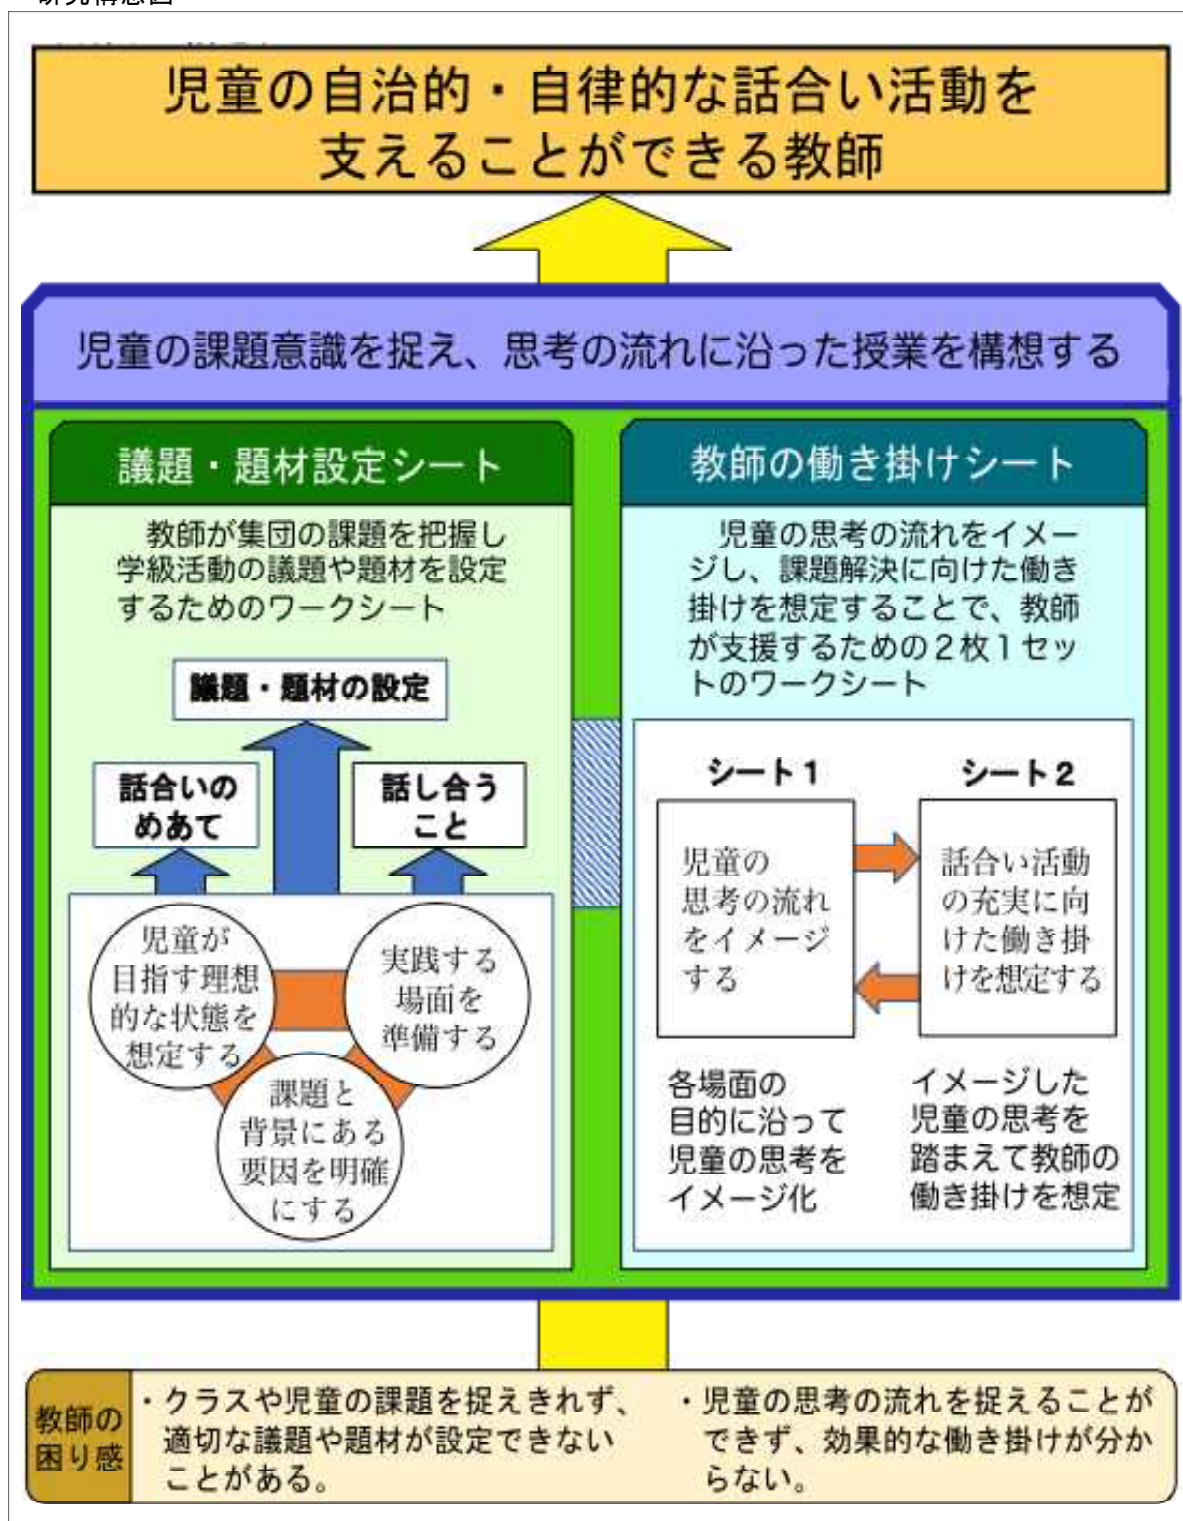 研究構想図
児童の自治的・自律的な話合い活動を
支えることができる教師
児童の課題意識を捉え、思考の流れに沿った授業を構想する
議題・題材設定シート
教師が集団の課題を把握し
学級活動の議題や題材を設定
するためのワークシート
議題・題材の設定
話合いの
めあて
話し合う
こと
児童が
目指す理想
的な状態を
想定する
実践する
場面を
準備する
課題と
背景にある
要因を明確
にする
教師の働き掛けシート
児童の思考の流れをイメー
ジし、課題解決に向けた働き
掛けを想定することで、教師
が支援するための２枚１セッ
トのワークシート
シート１
児童の
思考の流れ
をイメージ
する
シート２
話合い活動
の充実に向
けた働き掛
けを想定する
各場面の
目的に沿って
児童の思考を
イメージ化
イメージした
児童の思考を
踏まえて教師の
働き掛けを想定
教師の
困り感
・クラスや児童の課題を捉えきれず、
適切な議題や題材が設定できない
ことがある。
・児童の思考の流れを捉えることが
できず、効果的な働き掛けが分か
らない。